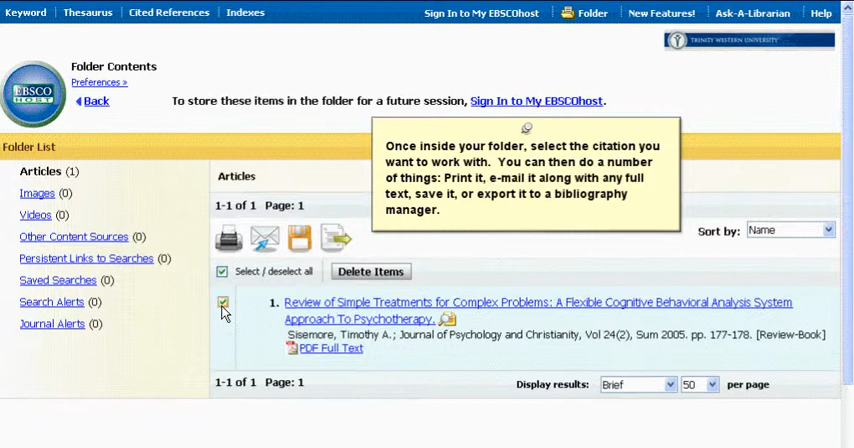 Keyword Thesaurus Cited References Indexes Sign In to My EBSCOhost Folder New Features! Ask-A-Librarian Help
TRINITY WESTERN UNIVERSITY
Folder Contents
Preferences »
EBSCO
HOST
Back To store these items in the folder for a future session, Sign In to My EBSCOhost.
Once inside your folder, select the citation you
want to work with. You can then do a number
of things: Print it, e-mail it along with any full
text, save it, or export it to a bibliography
manager.
Folder List
Articles (1)
Images (0)
Videos (0)
Other Content Sources (0)
Persistent Links to Searches (0)
Saved Searches (0)
Search Alerts (0)
Journal Alerts (0)
Articles
1-1 of 1 Page: 1
Sort by: Name
Select / deselect all Delete Items
1. Review of Simple Treatments for Complex Problems: A Flexible Cognitive Behavioral Analysis System
Approach To Psychotherapy.
Sisemore, Timothy A.; Journal of Psychology and Christianity, Vol 24(2), Sum 2005. pp. 177-178. [Review-Book]
PDF Full Text
1-1 of 1 Page: 1 Display results: Brief 50 per page